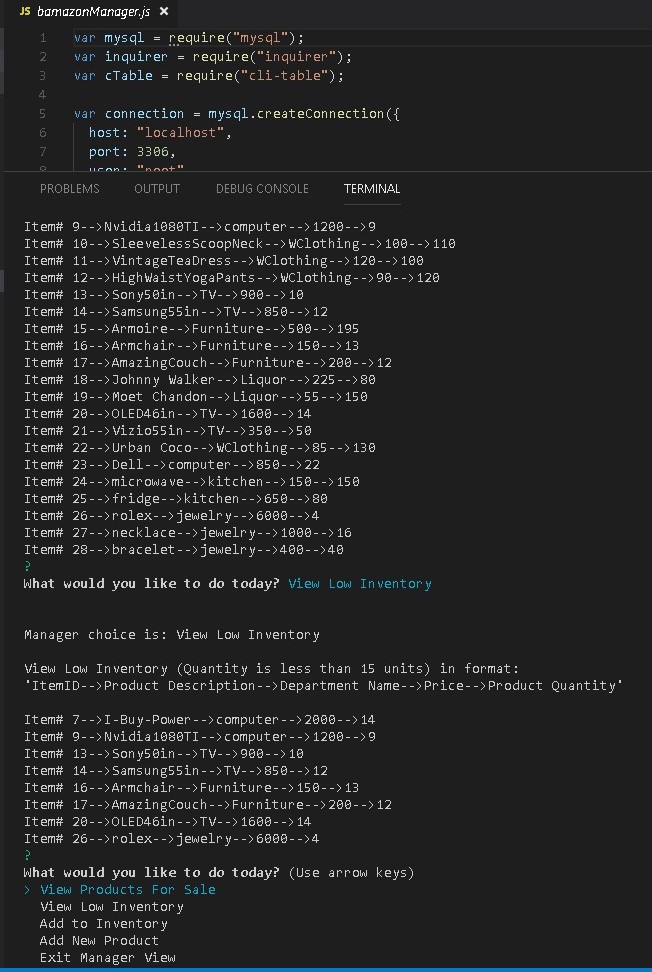 JS bamazonManager.js ×
1 var mysql = require("mysql");
2 var inquirer = require("inquirer");
3 var cTable = require("cli-table");
4
5 var connection = mysql.createConnection({
6 host: "localhost",
7 port: 3306,
8 user: "root"
PROBLEMS OUTPUT DEBUG CONSOLE TERMINAL
Item# 9-->Nvidia1080TI-->computer-->1200-->9
Item# 10-->SleevelessScoopNeck-->WClothing-->100-->110
Item# 11-->VintageTeaDress-->WClothing-->120-->100
Item# 12-->HighWaistYogaPants-->WClothing-->90-->120
Item# 13-->Sony50in-->TV-->900-->10
Item# 14-->Samsung55in-->TV-->850-->12
Item# 15-->Armoire-->Furniture-->500-->195
Item# 16-->Armchair-->Furniture-->150-->13
Item# 17-->AmazingCouch-->Furniture-->200-->12
Item# 18-->Johnny Walker-->Liquor-->225-->80
Item# 19-->Moet Chandon-->Liquor-->55-->150
Item# 20-->OLED46in-->TV-->1600-->14
Item# 21-->Vizio55in-->TV-->350-->50
Item# 22-->Urban Coco-->WClothing-->85-->130
Item# 23-->Dell-->computer-->850-->22
Item# 24-->microwave-->kitchen-->150-->150
Item# 25-->fridge-->kitchen-->650-->80
Item# 26-->rolex-->jewelry-->6000-->4
Item# 27-->necklace-->jewelry-->1000-->16
Item# 28-->bracelet-->jewelry-->400-->40
?
What would you like to do today? View Low Inventory
Manager choice is: View Low Inventory
View Low Inventory (Quantity is less than 15 units) in format:
'ItemID-->Product Description-->Department Name-->Price-->Product Quantity'
Item# 7-->I-Buy-Power-->computer-->2000-->14
Item# 9-->Nvidia1080TI-->computer-->1200-->9
Item# 13-->Sony50in-->TV-->900-->10
Item# 14-->Samsung55in-->TV-->850-->12
Item# 16-->Armchair-->Furniture-->150-->13
Item# 17-->AmazingCouch-->Furniture-->200-->12
Item# 20-->OLED46in-->TV-->1600-->14
Item# 26-->rolex-->jewelry-->6000-->4
?
What would you like to do today? (Use arrow keys)
> View Products For Sale
View Low Inventory
Add to Inventory
Add New Product
Exit Manager View